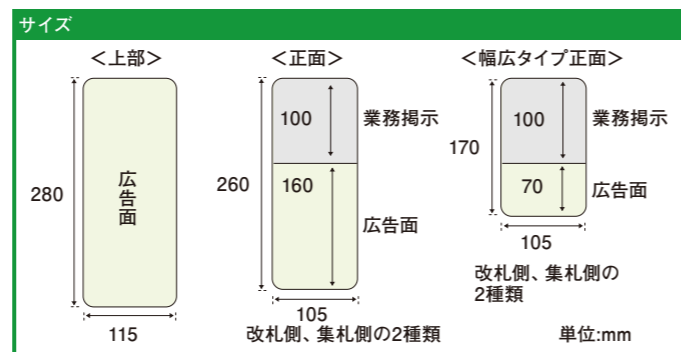 サイズ
＜上部＞
280
広告面
115
＜正面＞
260
100
業務掲示
160
広告面
105
改札側、集札側の2種類
＜幅広タイプ正面＞
170
100
業務掲示
70
広告面
105
改札側、集札側の
2種類
単位:mm